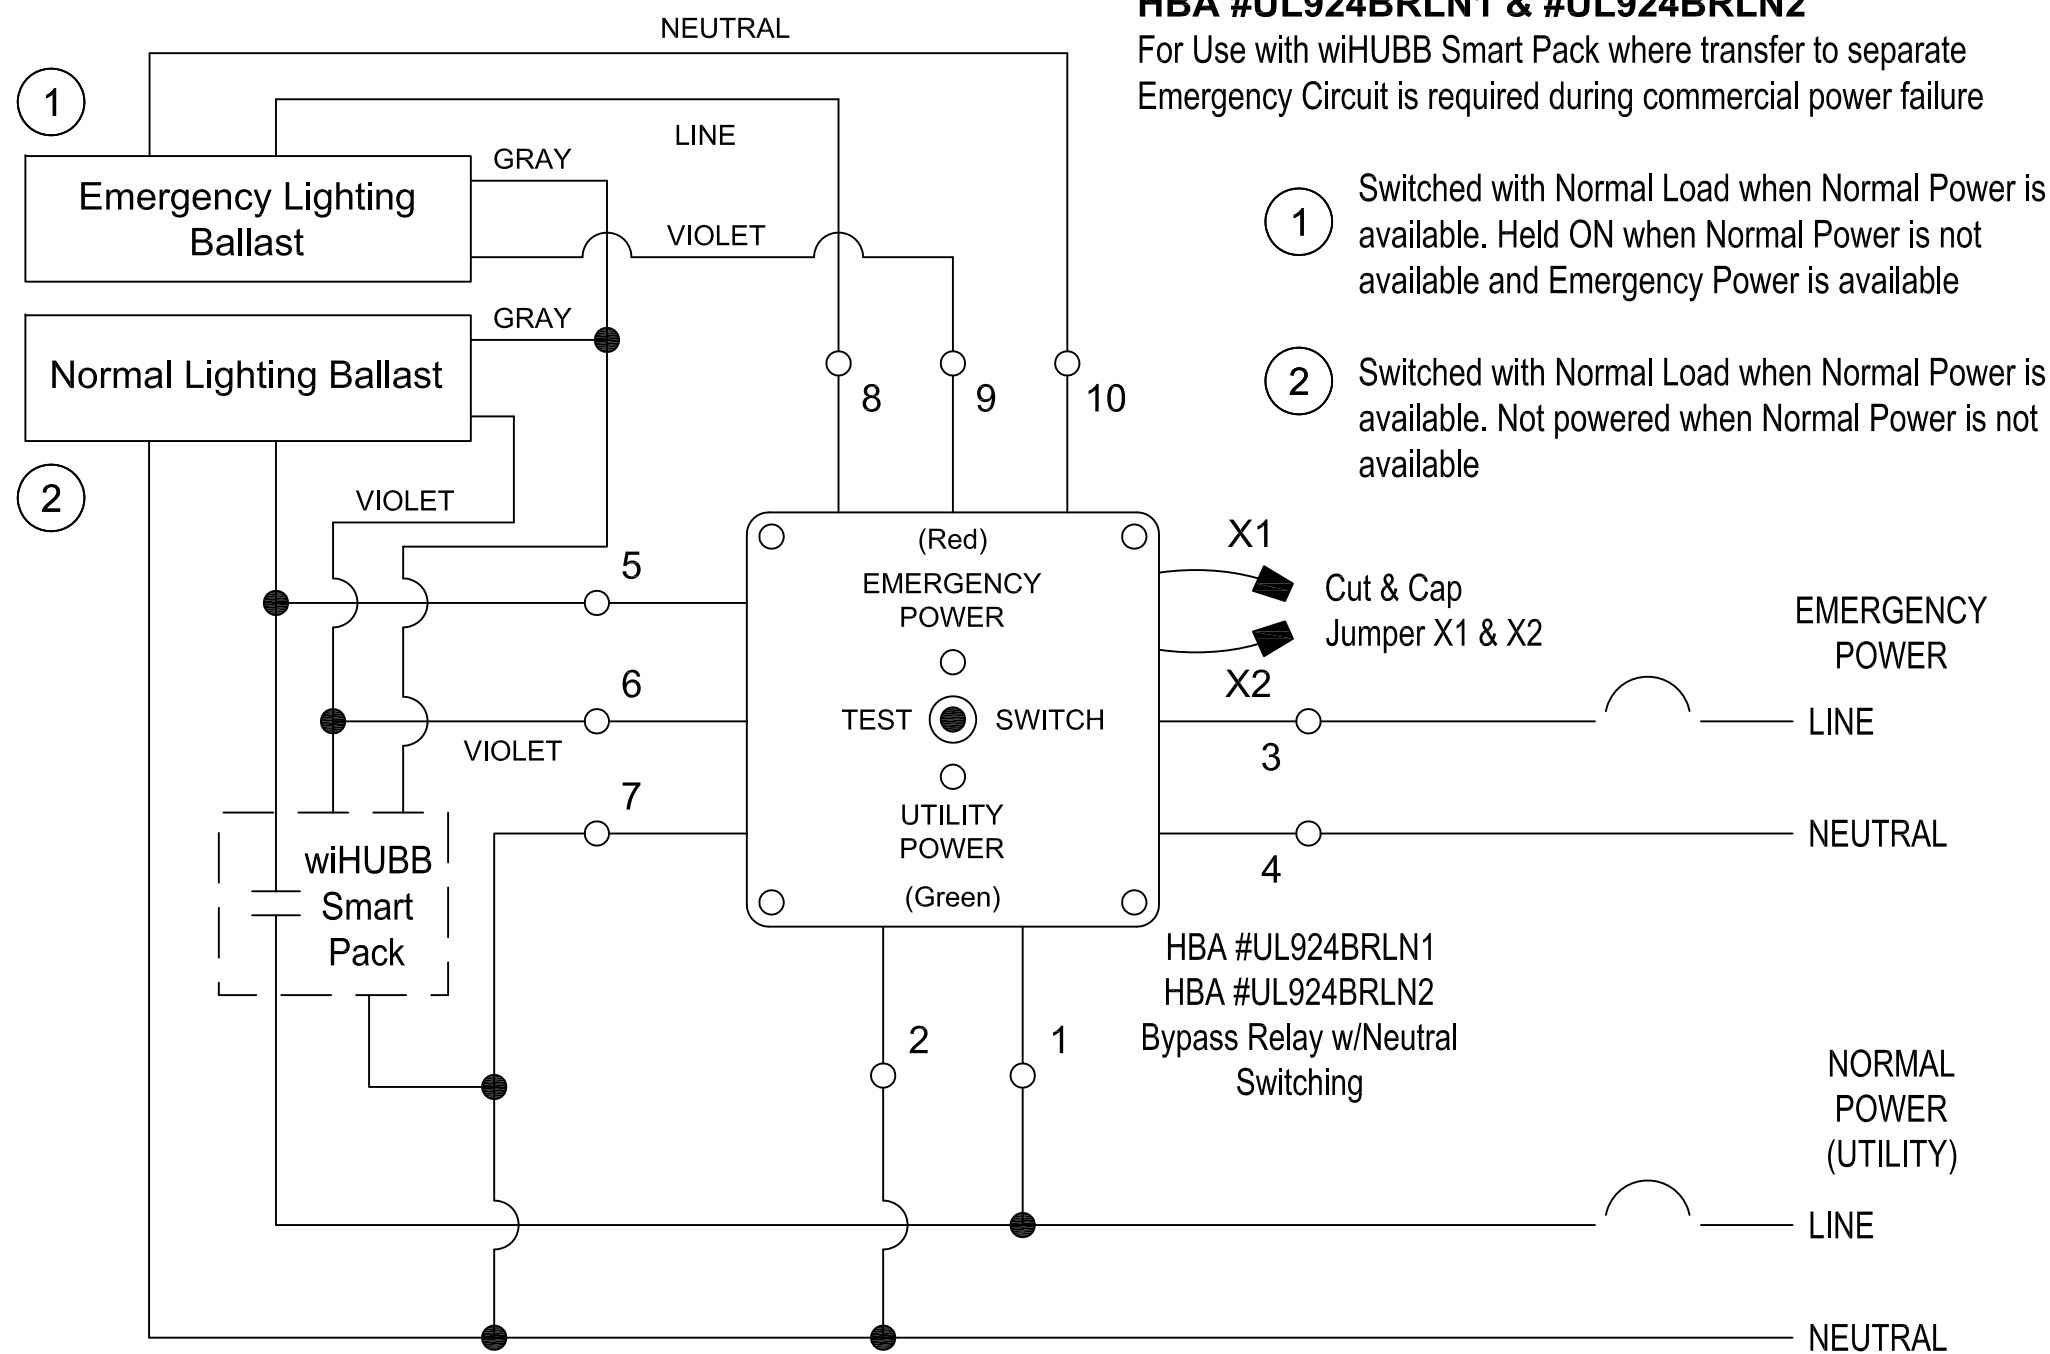 HBA #UL924BRLN1 & #UL924BRLN2
For Use with wiHUBB Smart Pack where transfer to separate
Emergency Circuit is required during commercial power failure
1
Switched with Normal Load when Normal Power is
available. Held ON when Normal Power is not
available and Emergency Power is available
2
Switched with Normal Load when Normal Power is
available. Not powered when Normal Power is not
available
NEUTRAL
1
LINE
GRAY
Emergency Lighting
Ballast
VIOLET
GRAY
Normal Lighting Ballast
8
9
10
2
VIOLET
5
6
VIOLET
7
(Red)
EMERGENCY
POWER
TEST SWITCH
UTILITY
POWER
(Green)
X1
Cut & Cap
Jumper X1 & X2
X2
EMERGENCY
POWER
LINE
3
NEUTRAL
4
wiHUBB
Smart
Pack
HBA #UL924BRLN1
HBA #UL924BRLN2
Bypass Relay w/Neutral
Switching
2
1
NORMAL
POWER
(UTILITY)
LINE
NEUTRAL